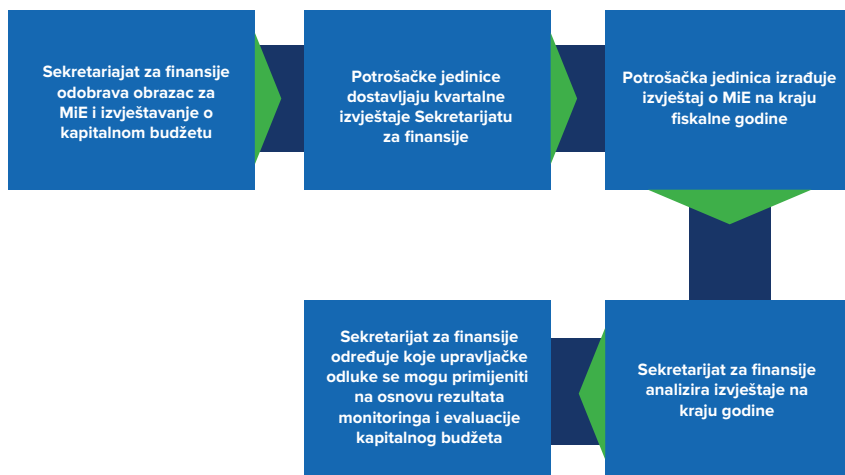 Sekretariajat za finansije
odobrava obrazac za
MiE i izvještavanje o
kapitalnom budžetu
Potrošačke jedinice
dostavljaju kvartalne
izvještaje Sekretarijatu
za finansije
Potrošačka jedinica izrađuje
izvještaj o MiE na kraju
fiskalne godine
Sekretarijat za finansije
analizira izvještaje na
kraju godine
Sekretarijat za finansije
određuje koje upravljačke
odluke se mogu primijeniti
na osnovu rezultata
monitoringa i evaluacije
kapitalnog budžeta